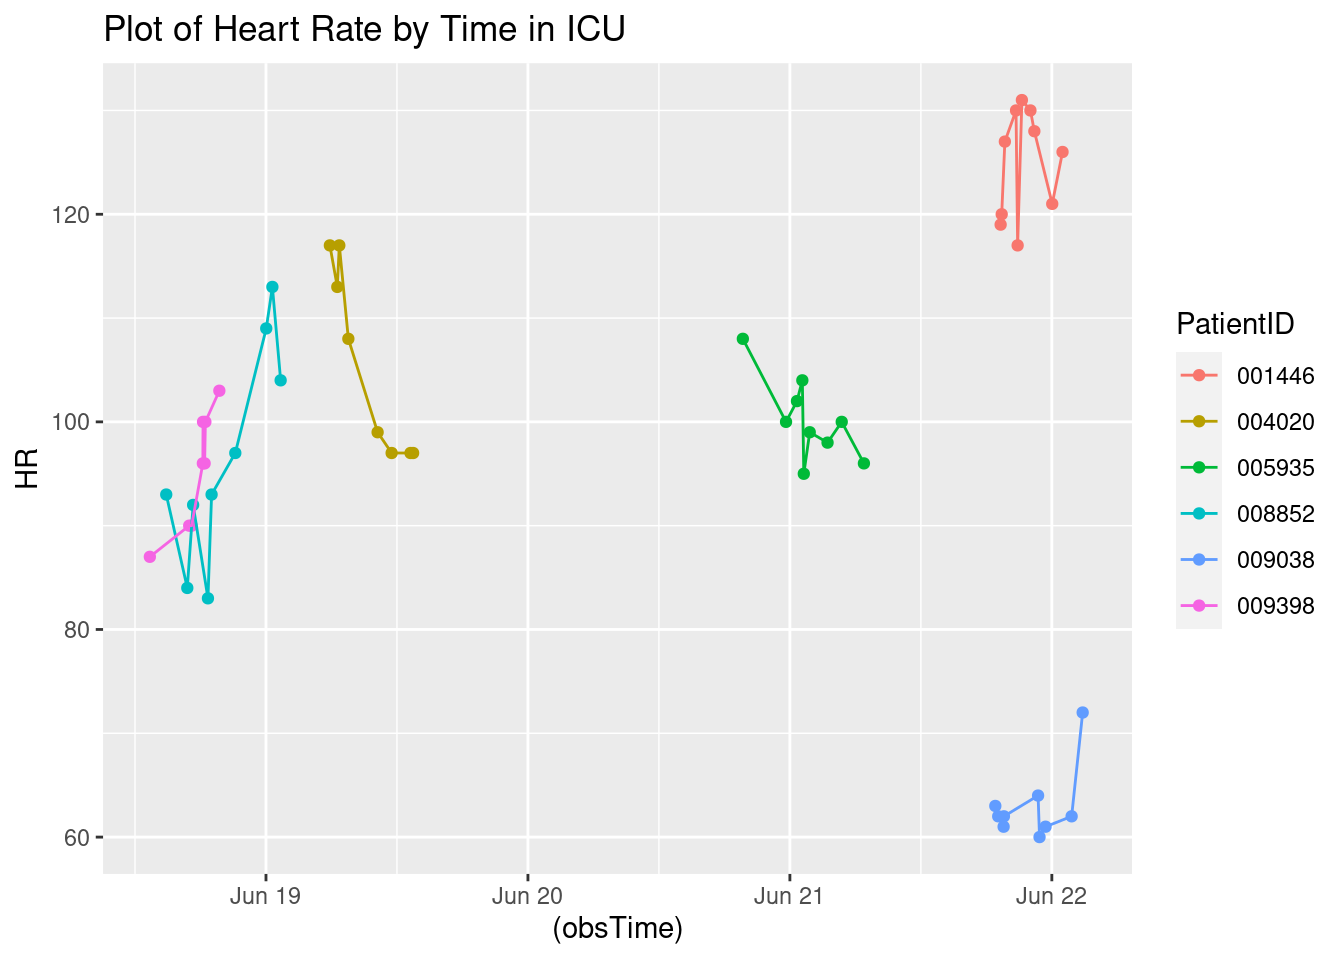 Plot of Heart Rate by Time in ICU
HR
120
100
80
60
Jun 19
Jun 20
Jun 21
Jun 22
(obsTime)
PatientID
001446
004020
005935
008852
009038
009398